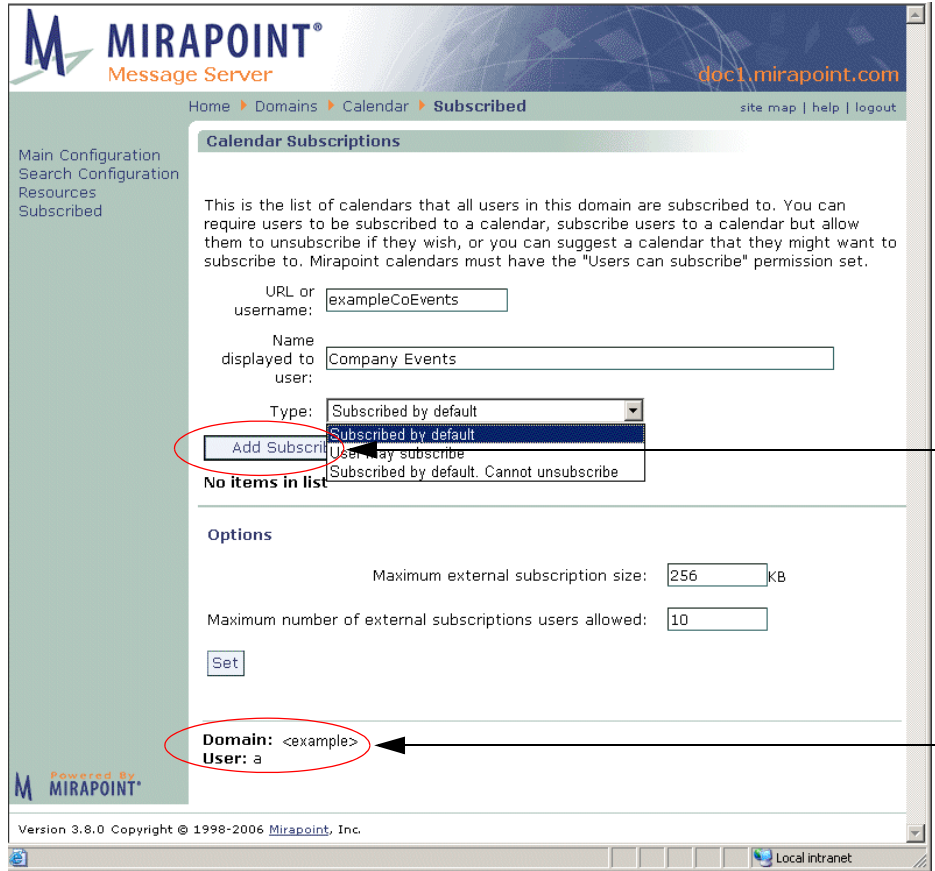 MIRAPOINT®
Message Server
doc1.mirapoint.com
Home Domains Calendar Subscribed
site map | help | logout
Main Configuration
Search Configuration
Resources
Subscribed
Calendar Subscriptions
This is the list of calendars that all users in this domain are subscribed to. You can
require users to be subscribed to a calendar, subscribe users to a calendar but allow
them to unsubscribe if they wish, or you can suggest a calendar that they might want to
subscribe to. Mirapoint calendars must have the "Users can subscribe" permission set.
URL or
username:
exampleCoEvents
Name
displayed to
user:
Company Events
Type:
Subscribed by default
Subscribed by default
User may subscribe
Subscribed by default. Cannot unsubscribe
Add Subscri
No items in list
Options
Maximum external subscription size:
256
KB
Maximum number of external subscriptions users allowed:
10
Set
Domain: <example>
User: a
Powered By
MIRAPOINT
Version 3.8.0 Copyright © 1998-2006 Mirapoint, Inc.
Local intranet